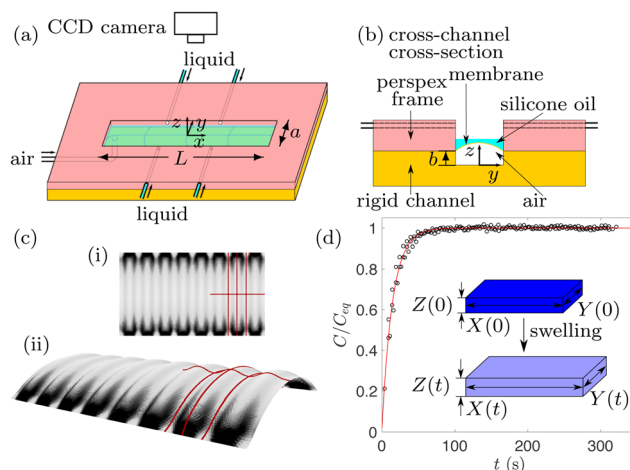 (a)
CCD camera
liquid
z
y
x
a
air
L
liquid
(b) cross-channel
cross-section
membrane
perspex
frame
silicone oil
b
z
y
rigid channel
air
(c)
(i)
(ii)
(d)
C/C_eq
1
0.8
0.6
0.4
0.2
0
0
100
200
300
t (s)
Z(0)
X(0)
Y(0)
swelling
Z(t)
X(t)
Y(t)